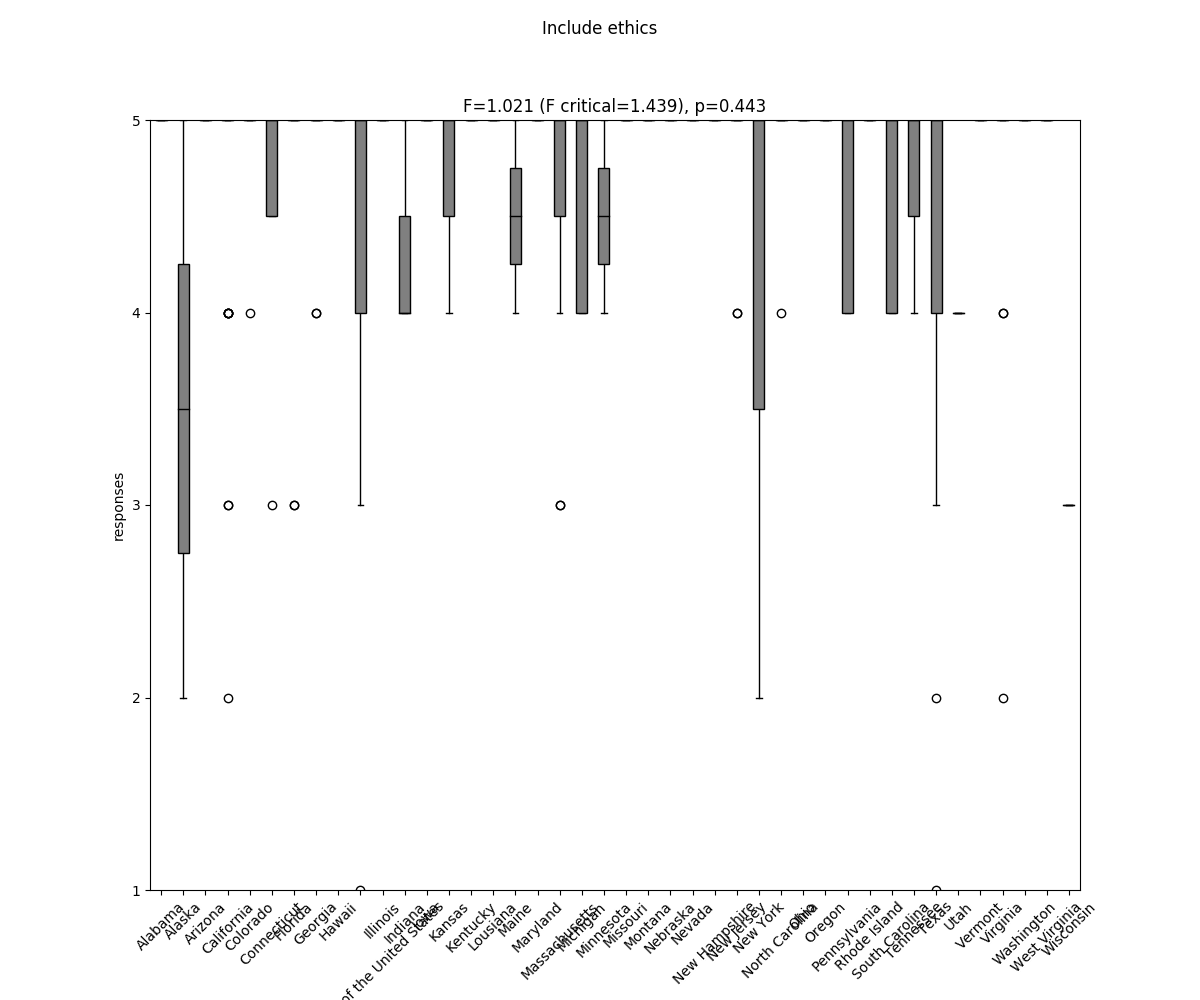 Include ethics
F=1.021 (F critical=1.439), p=0.443
responses
5
4
3
2
1
Alabama
Alaska
Arizona
California
Colorado
Connecticut
Florida
Georgia
Hawaii
Illinois
Indiana
of the United States
Iowa
Kansas
Kentucky
Lousiana
Maine
Maryland
Massachusetts
Michigan
Minnesota
Missouri
Montana
Nebraska
Nevada
New Hampshire
New Jersey
New York
North Carolina
Ohio
Oregon
Pennsylvania
Rhode Island
South Carolina
Tennessee
Texas
Utah
Vermont
Virginia
Washington
West Virginia
Wisconsin